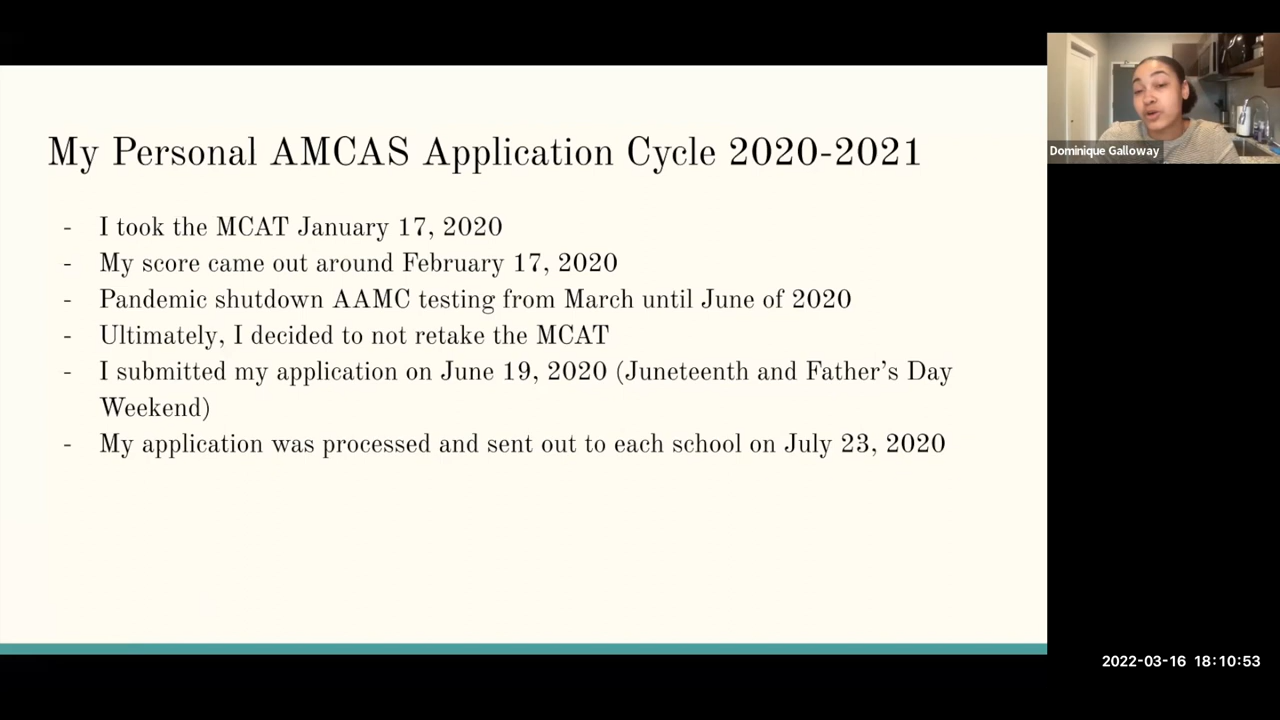 My Personal AMCAS Application Cycle 2020-2021
- I took the MCAT January 17, 2020
- My score came out around February 17, 2020
- Pandemic shutdown AAMC testing from March until June of 2020
- Ultimately, I decided to not retake the MCAT
- I submitted my application on June 19, 2020 (Juneteenth and Father’s Day
Weekend)
- My application was processed and sent out to each school on July 23, 2020
Dominique Galloway
2022-03-16 18:10:53